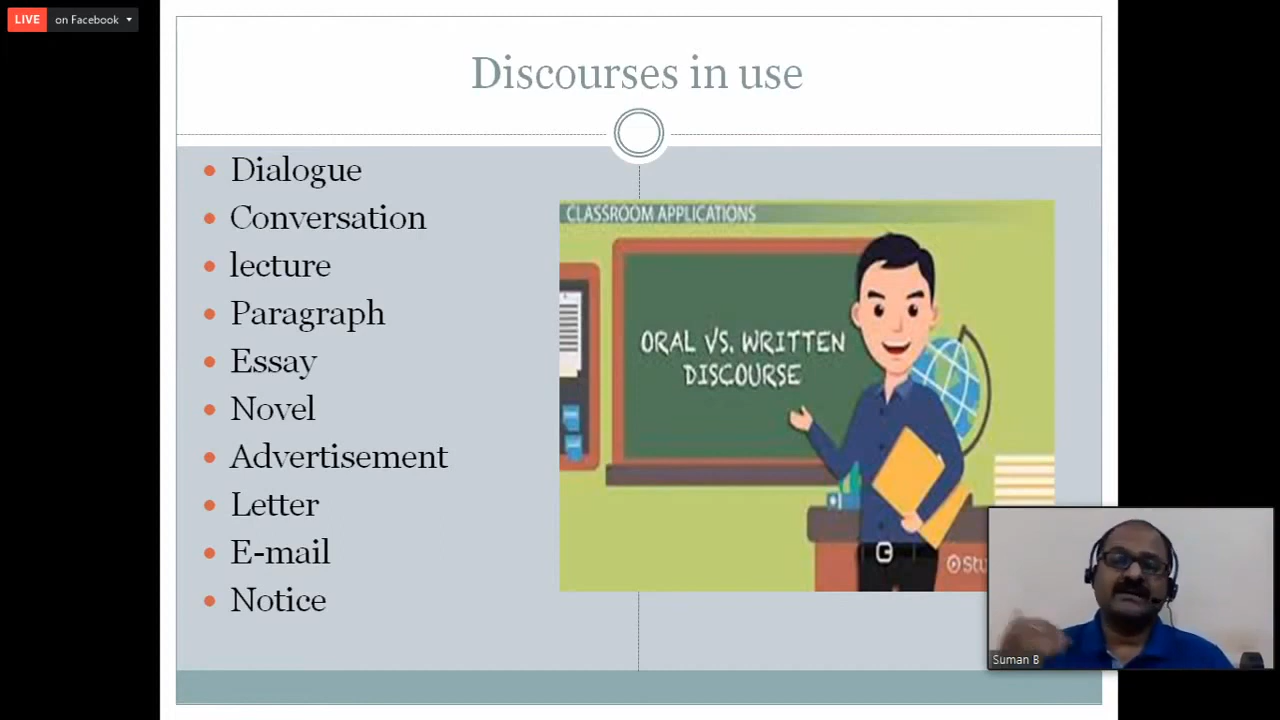 LIVE on Facebook
Discourses in use
Dialogue
Conversation
lecture
Paragraph
Essay
Novel
Advertisement
Letter
E-mail
Notice
CLASSROOM APPLICATIONS
ORAL VS. WRITTEN
DISCOURSE
Stu
Suman B